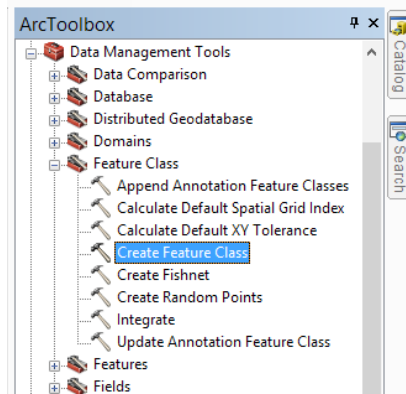 ArcToolbox
Data Management Tools
Data Comparison
Database
Distributed Geodatabase
Domains
Feature Class
Append Annotation Feature Classes
Calculate Default Spatial Grid Index
Calculate Default XY Tolerance
Create Feature Class
Create Fishnet
Create Random Points
Integrate
Update Annotation Feature Class
Features
Fields
Catalog
Search